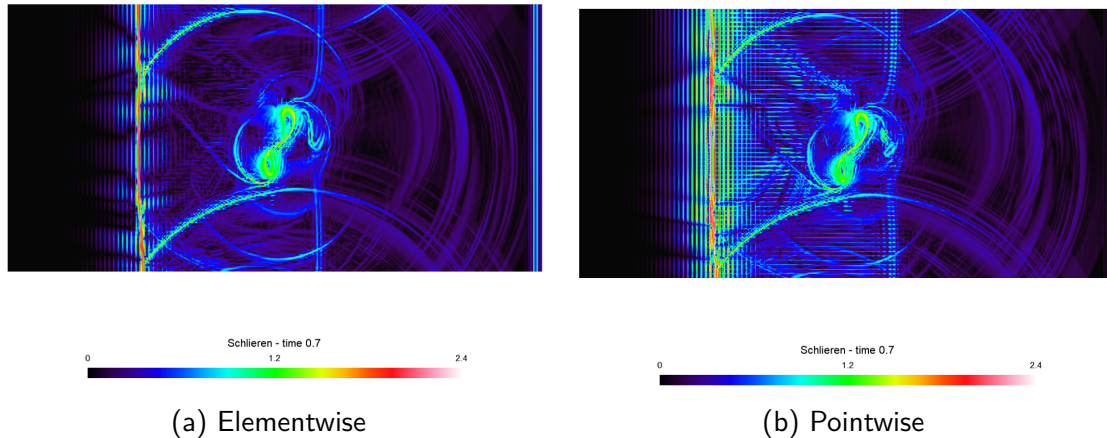 Schlieren - time 0.7
0 1.2 2.4
(a) Elementwise
Schlieren - time 0.7
0 1.2 2.4
(b) Pointwise